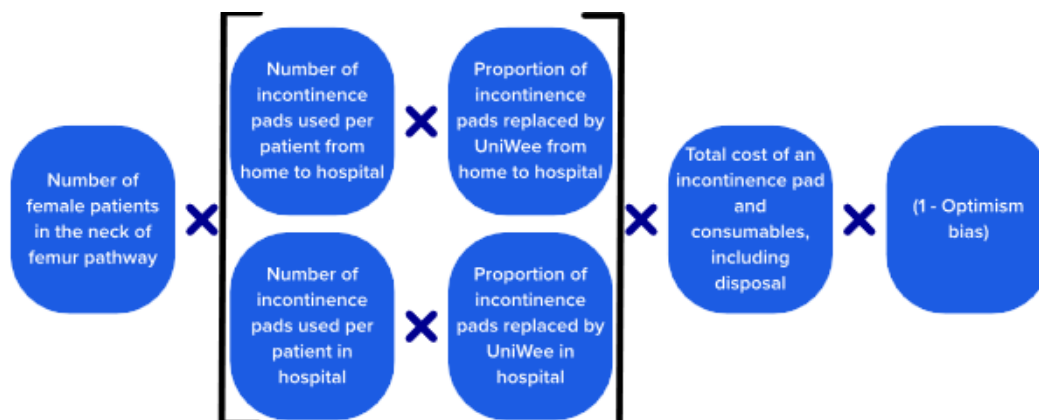 Number of
female patients
in the neck of
femur pathway
Number of
incontinence
pads used per
patient from
home to hospital
Proportion of
incontinence
pads replaced by
UniWee from
home to hospital
Number of
incontinence
pads used per
patient in
hospital
Proportion of
incontinence
pads replaced by
UniWee in
hospital
Total cost of an
incontinence pad
and
consumables,
including
disposal
(1 - Optimism
bias)